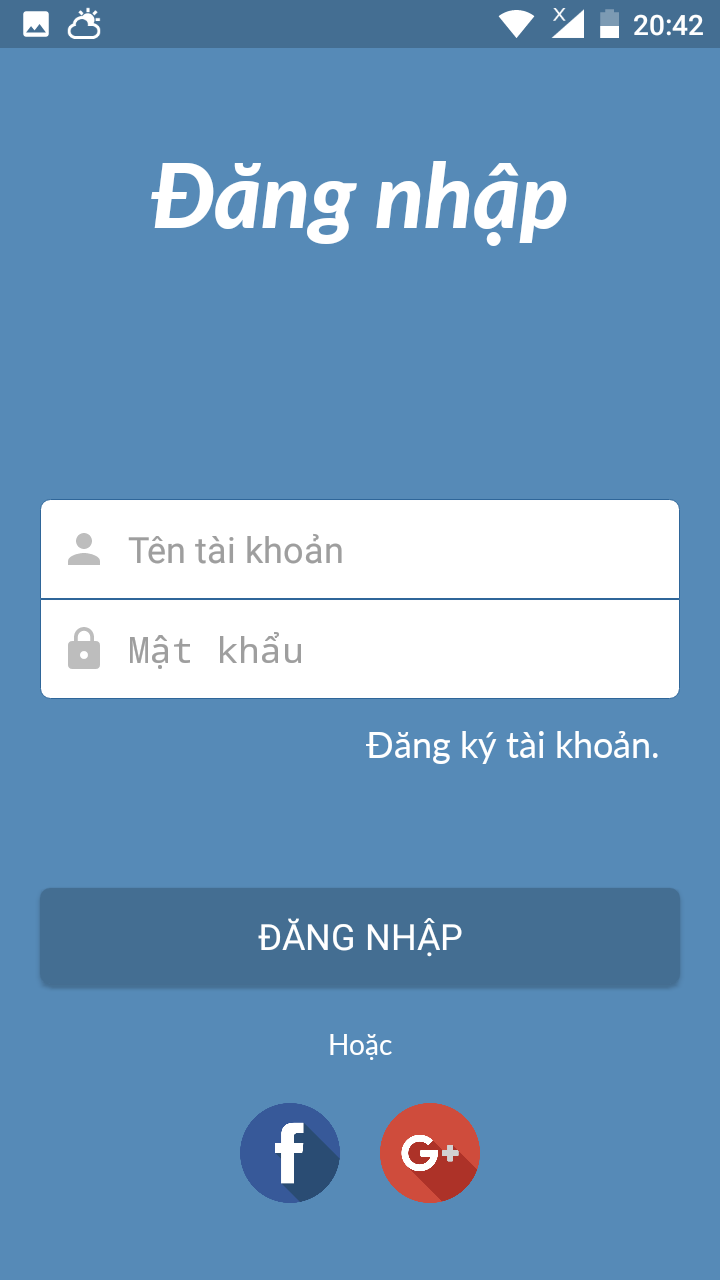 20:42
Đăng nhập
Tên tài khoản
Mật khẩu
Đăng ký tài khoản.
ĐĂNG NHẬP
Hoặc
f
G+